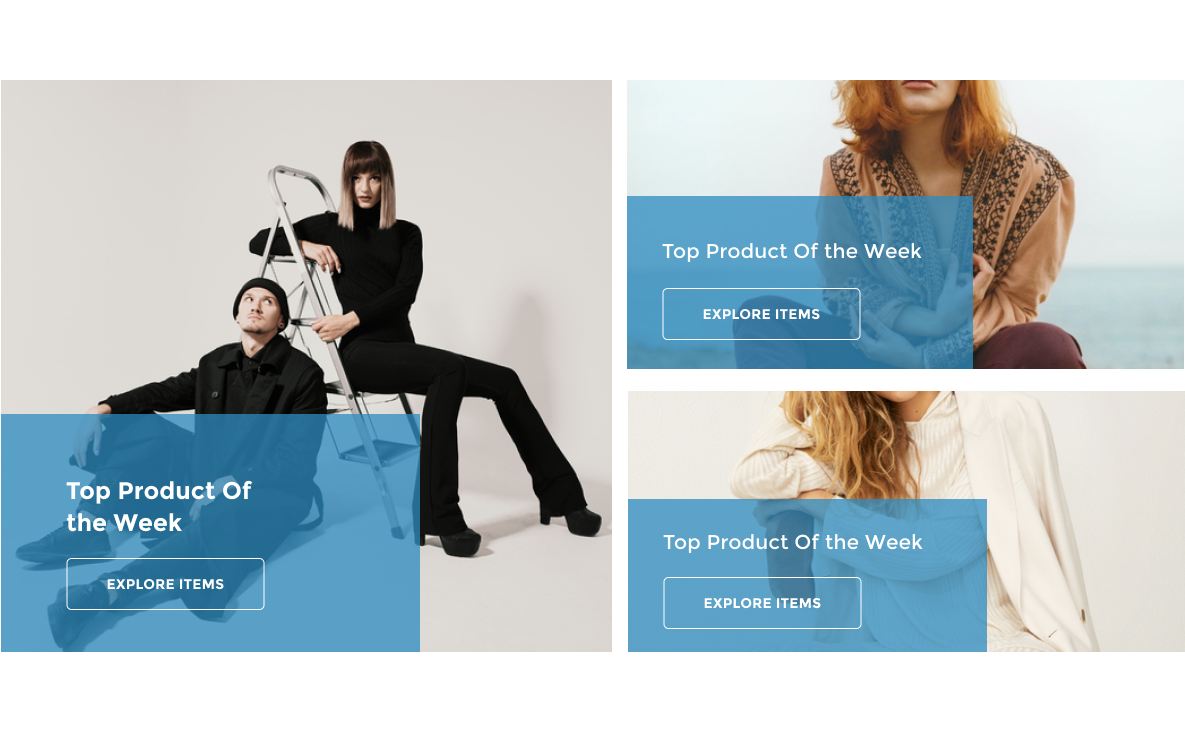 Top Product Of
the Week
EXPLORE ITEMS
Top Product Of the Week
EXPLORE ITEMS
Top Product Of the Week
EXPLORE ITEMS